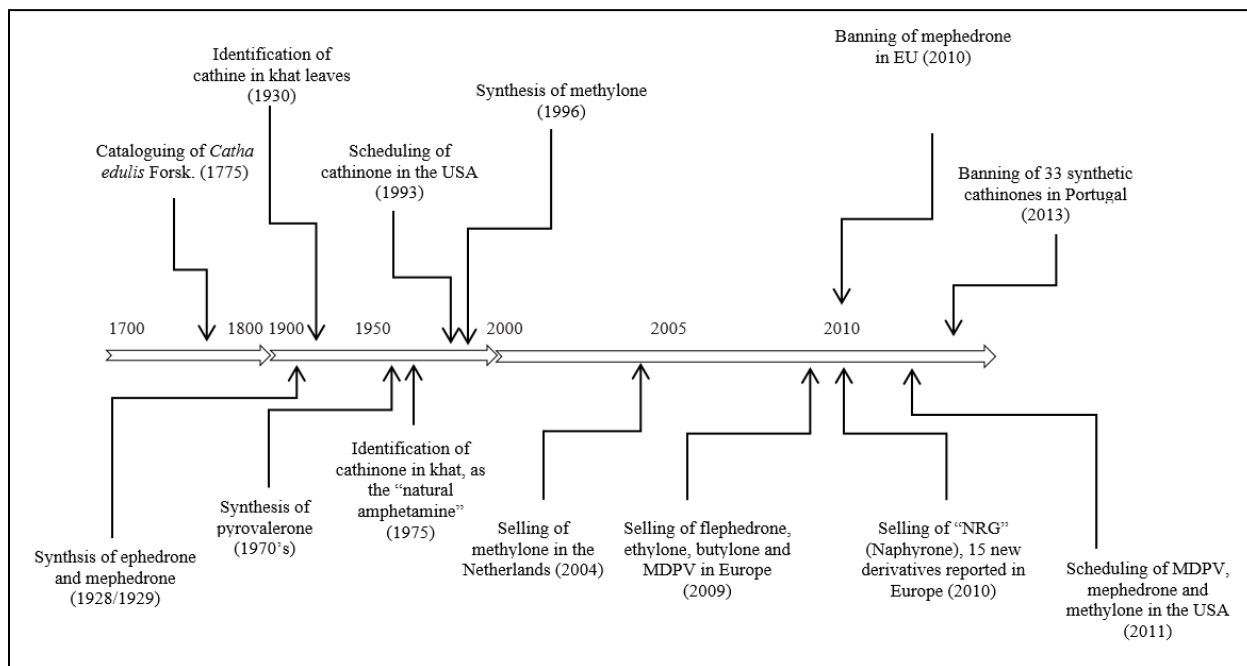 Identification of
cathine in khat leaves
(1930)
Banning of mephedrone
in EU (2010)
Synthesis of methylone
(1996)
Cataloguing of Catha
edulis Forsk. (1775)
Scheduling of
cathinone in the USA
(1993)
Banning of 33 synthetic
cathinones in Portugal
(2013)
1700 1800 1900 1950 2000 2005 2010
Synthsis of ephedrone
and mephedrone
(1928/1929)
Synthesis of
pyrovalerone
(1970’s)
Identification of
cathinone in khat, as
the “natural
amphetamine”
(1975)
Selling of
methylone in the
Netherlands (2004)
Selling of flephedrone,
ethylone, butylone and
MDPV in Europe
(2009)
Selling of “NRG”
(Naphyrone), 15 new
derivatives reported in
Europe (2010)
Scheduling of MDPV,
mephedrone and
methylone in the USA
(2011)